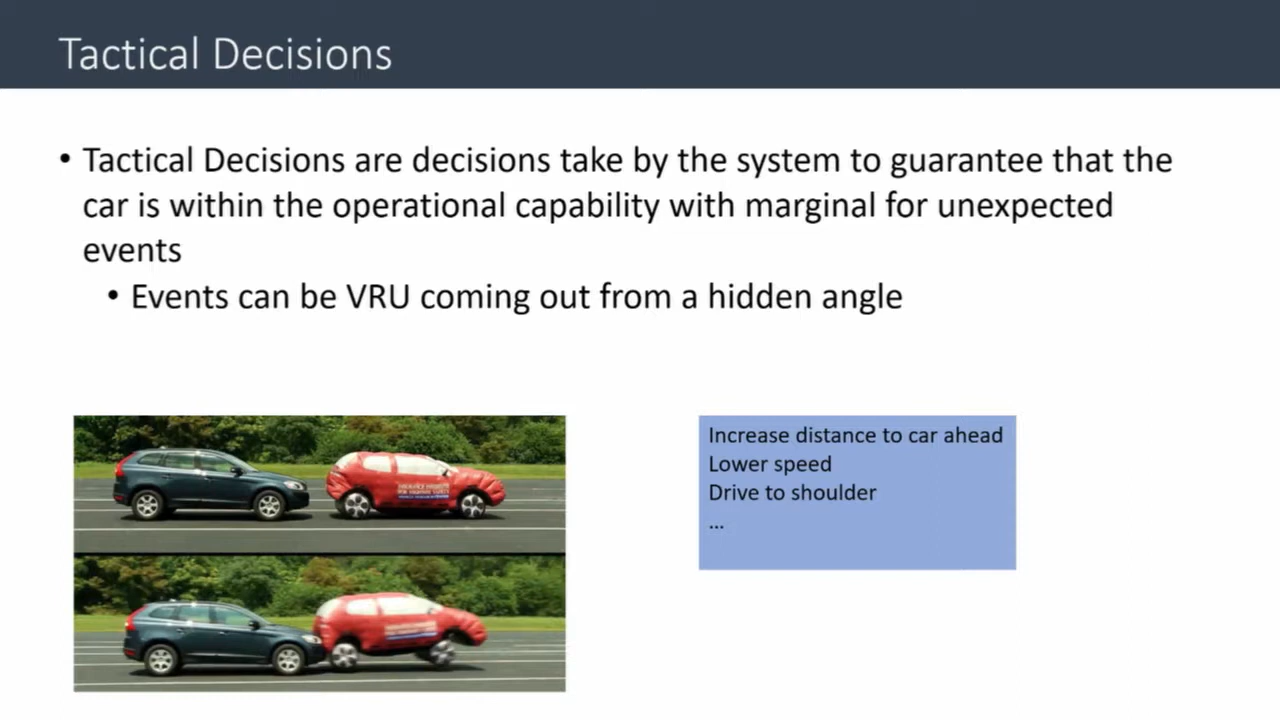 Tactical Decisions
• Tactical Decisions are decisions take by the system to guarantee that the
car is within the operational capability with marginal for unexpected
events
• Events can be VRU coming out from a hidden angle
Increase distance to car ahead
Lower speed
Drive to shoulder
...